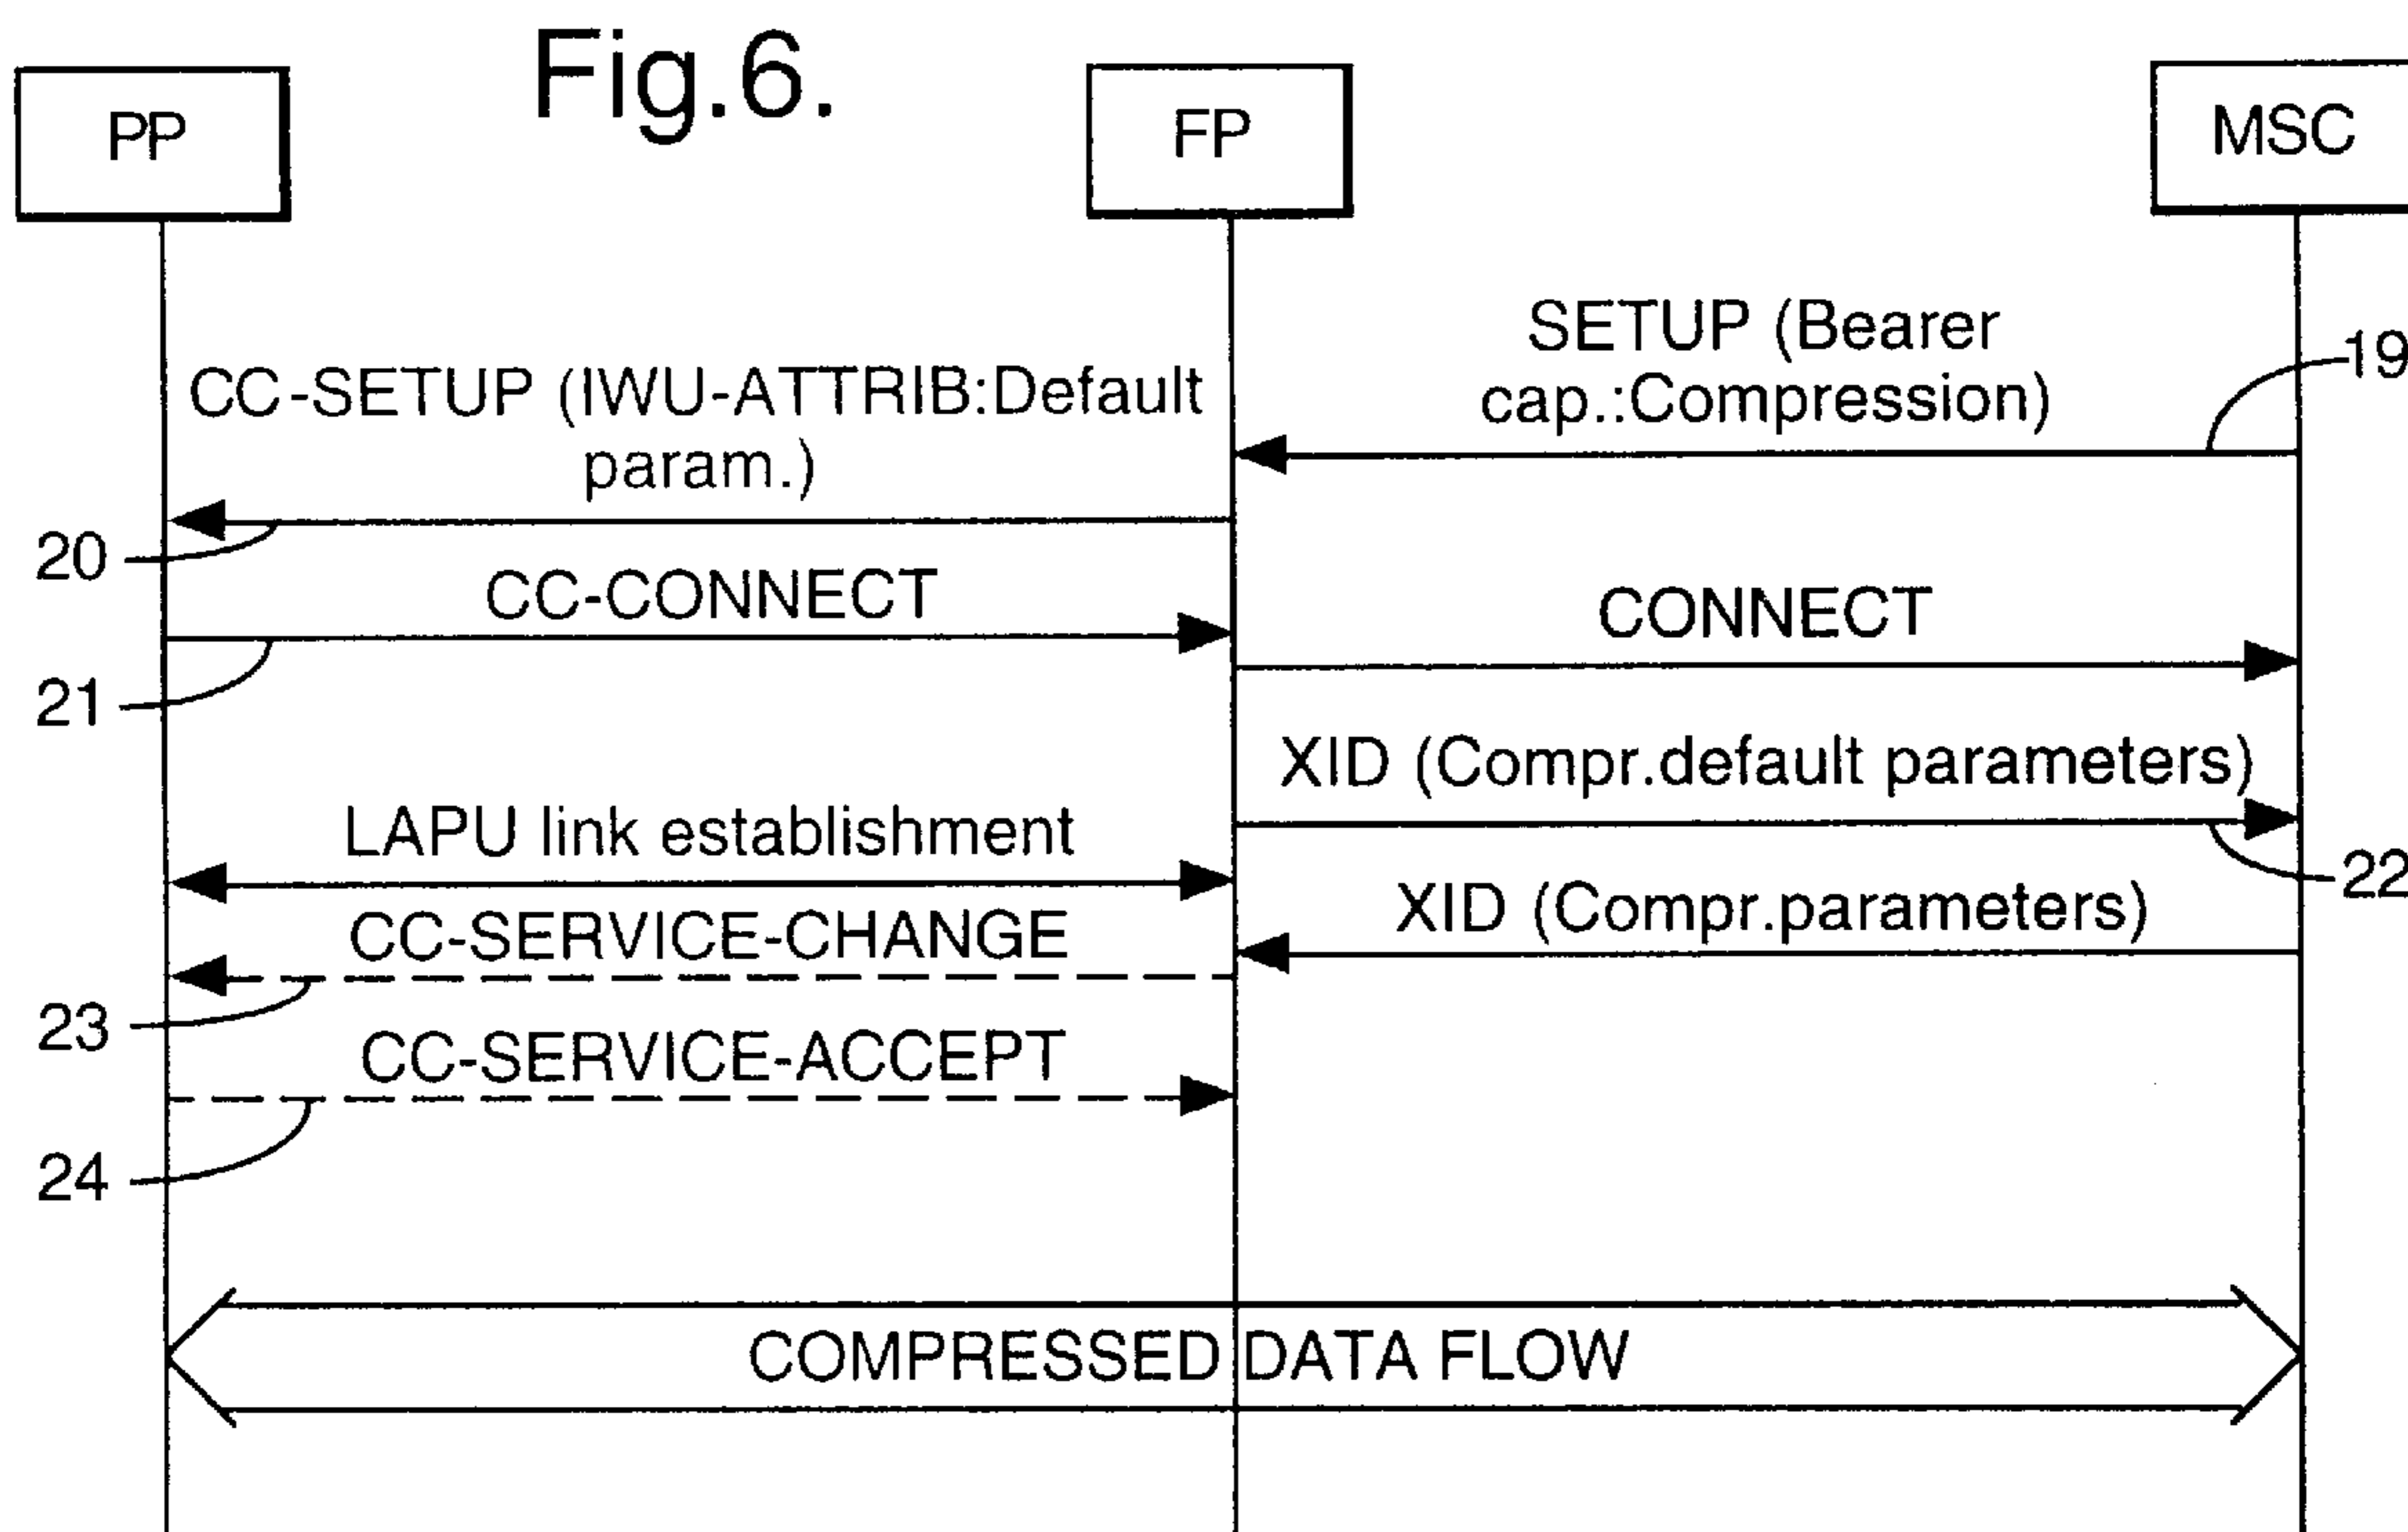 Fig.6.
PP
FP
MSC
SETUP (Bearer
cap.:Compression)
19
CC-SETUP (IWU-ATTRIB:Default
param.)
20
CC-CONNECT
CONNECT
21
XID (Compr.default parameters)
LAPU link establishment
22
XID (Compr.parameters)
CC-SERVICE-CHANGE
23
CC-SERVICE-ACCEPT
24
COMPRESSED DATA FLOW